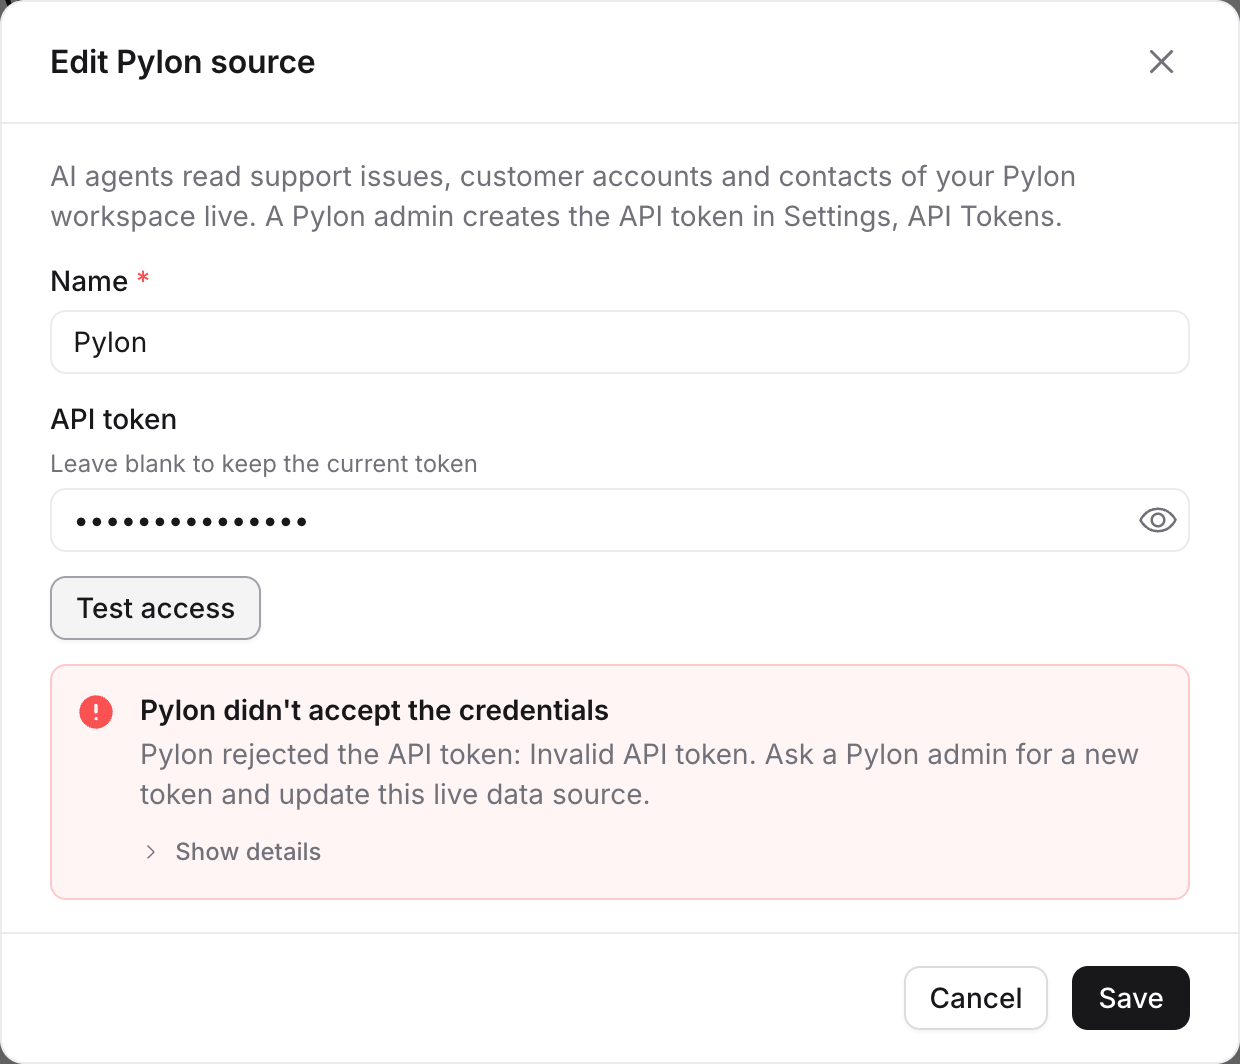 Edit Pylon source
AI agents read support issues, customer accounts and contacts of your Pylon
workspace live. A Pylon admin creates the API token in Settings, API Tokens.
Name *
Pylon
API token
Leave blank to keep the current token
•••••••••••••••
Test access
Pylon didn't accept the credentials
Pylon rejected the API token: Invalid API token. Ask a Pylon admin for a new
token and update this live data source.
Show details
Cancel
Save